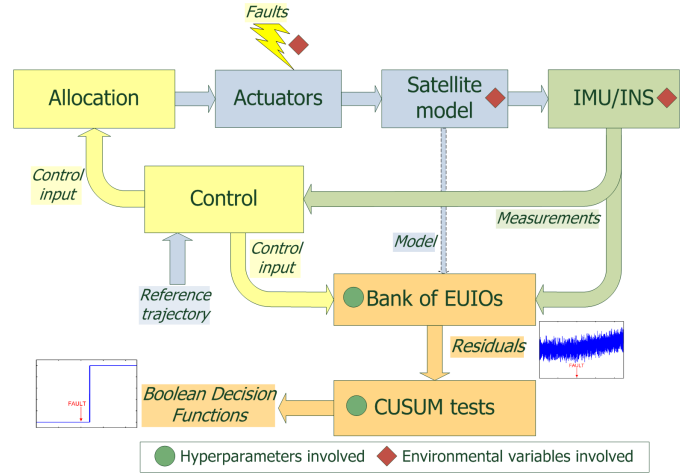 Faults
Allocation
Actuators
Satellite
model
IMU/INS
Control
input
Control
Measurements
Control
input
Model
Reference
trajectory
Bank of EUIOs
Residuals
FAULT
FAULT
Boolean Decision
Functions
CUSUM tests
Hyperparameters involved
Environmental variables involved